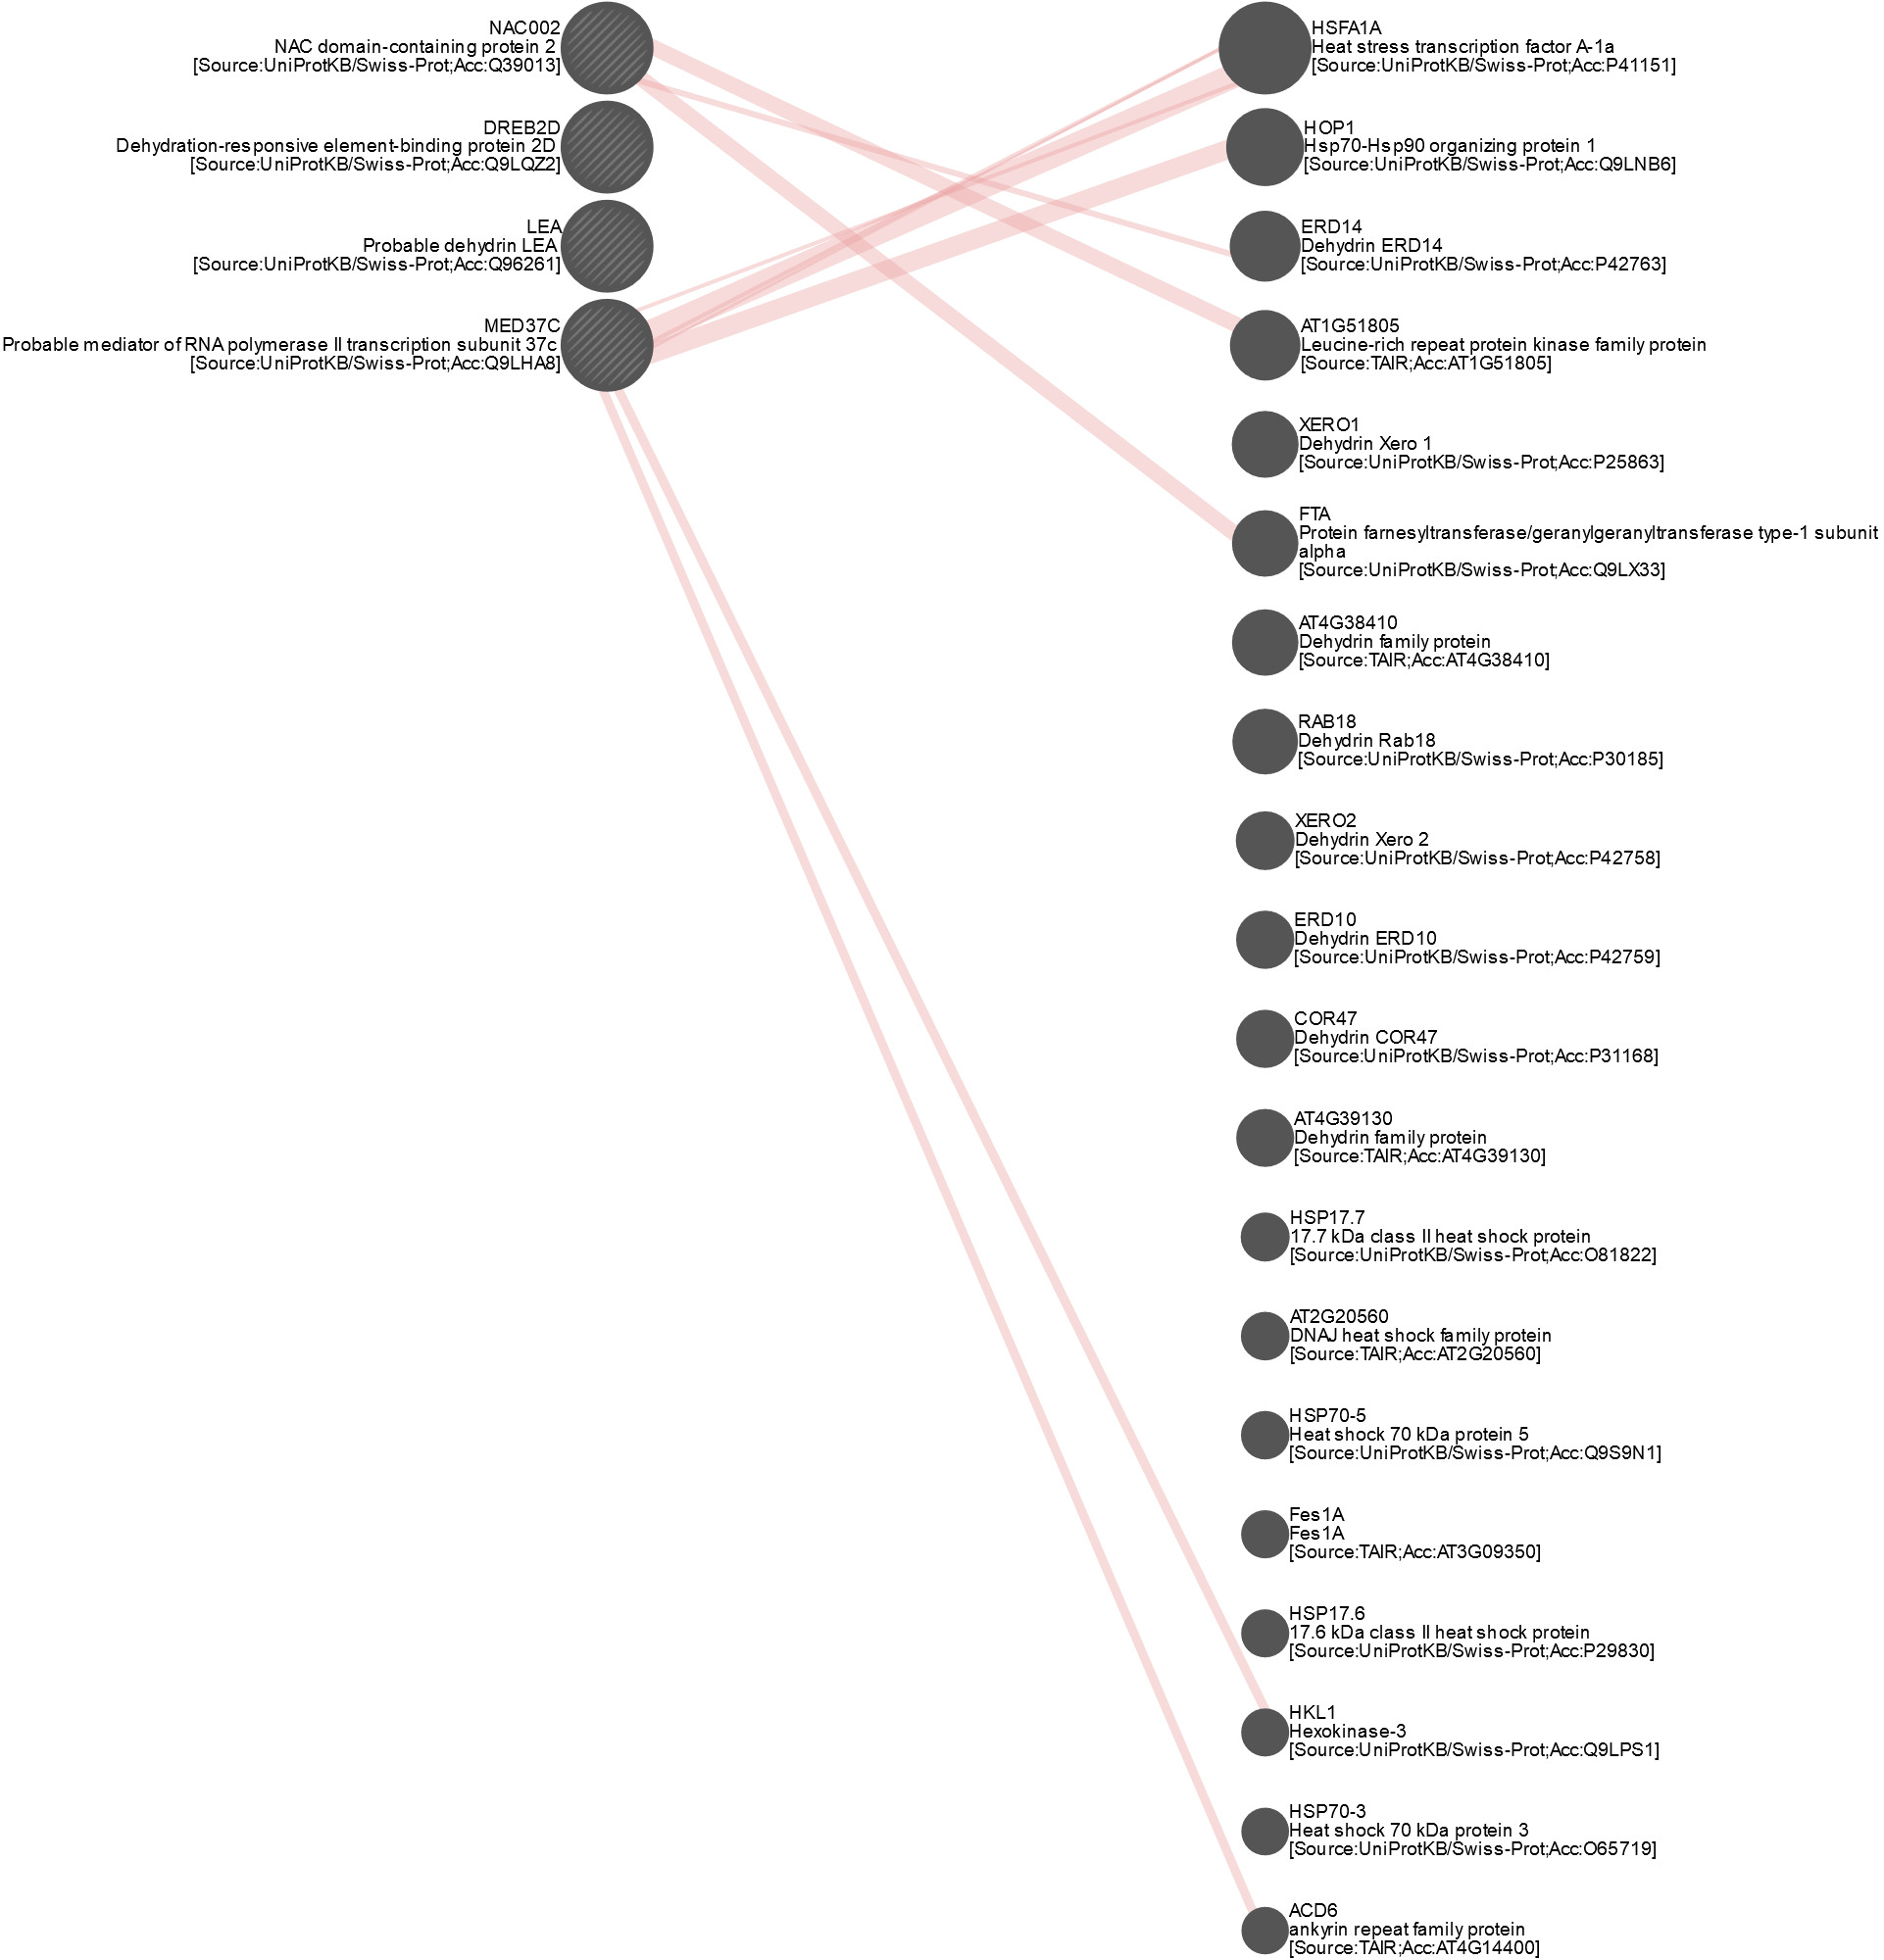 NAC002
NAC domain-containing protein 2
[Source:UniProtKB/Swiss-Prot;Acc:Q39013]
DREB2D
Dehydration-responsive element-binding protein 2D
[Source:UniProtKB/Swiss-Prot;Acc:Q9LQZ2]
LEA
Probable dehydrin LEA
[Source:UniProtKB/Swiss-Prot;Acc:Q96261]
MED37C
Probable mediator of RNA polymerase II transcription subunit 37c
[Source:UniProtKB/Swiss-Prot;Acc:Q9LHA8]
HSFA1A
Heat stress transcription factor A-1a
[Source:UniProtKB/Swiss-Prot;Acc:P41151]
HOP1
Hsp70-Hsp90 organizing protein 1
[Source:UniProtKB/Swiss-Prot;Acc:Q9LNB6]
ERD14
Dehydrin ERD14
[Source:UniProtKB/Swiss-Prot;Acc:P42763]
AT1G51805
Leucine-rich repeat protein kinase family protein
[Source:TAIR;Acc:AT1G51805]
XERO1
Dehydrin Xero 1
[Source:UniProtKB/Swiss-Prot;Acc:P25863]
FTA
Protein farnesyltransferase/geranylgeranyltransferase type-1 subunit
alpha
[Source:UniProtKB/Swiss-Prot;Acc:Q9LX33]
AT4G38410
Dehydrin family protein
[Source:TAIR;Acc:AT4G38410]
RAB18
Dehydrin Rab18
[Source:UniProtKB/Swiss-Prot;Acc:P30185]
XERO2
Dehydrin Xero 2
[Source:UniProtKB/Swiss-Prot;Acc:P42758]
ERD10
Dehydrin ERD10
[Source:UniProtKB/Swiss-Prot;Acc:P42759]
COR47
Dehydrin COR47
[Source:UniProtKB/Swiss-Prot;Acc:P31168]
AT4G39130
Dehydrin family protein
[Source:TAIR;Acc:AT4G39130]
HSP17.7
17.7 kDa class II heat shock protein
[Source:UniProtKB/Swiss-Prot;Acc:O81822]
AT2G20560
DNAJ heat shock family protein
[Source:TAIR;Acc:AT2G20560]
HSP70-5
Heat shock 70 kDa protein 5
[Source:UniProtKB/Swiss-Prot;Acc:Q9S9N1]
Fes1A
Fes1A
[Source:TAIR;Acc:AT3G09350]
HSP17.6
17.6 kDa class II heat shock protein
[Source:UniProtKB/Swiss-Prot;Acc:P29830]
HKL1
Hexokinase-3
[Source:UniProtKB/Swiss-Prot;Acc:Q9LPS1]
HSP70-3
Heat shock 70 kDa protein 3
[Source:UniProtKB/Swiss-Prot;Acc:O65719]
ACD6
ankyrin repeat family protein
[Source:TAIR;Acc:AT4G14400]